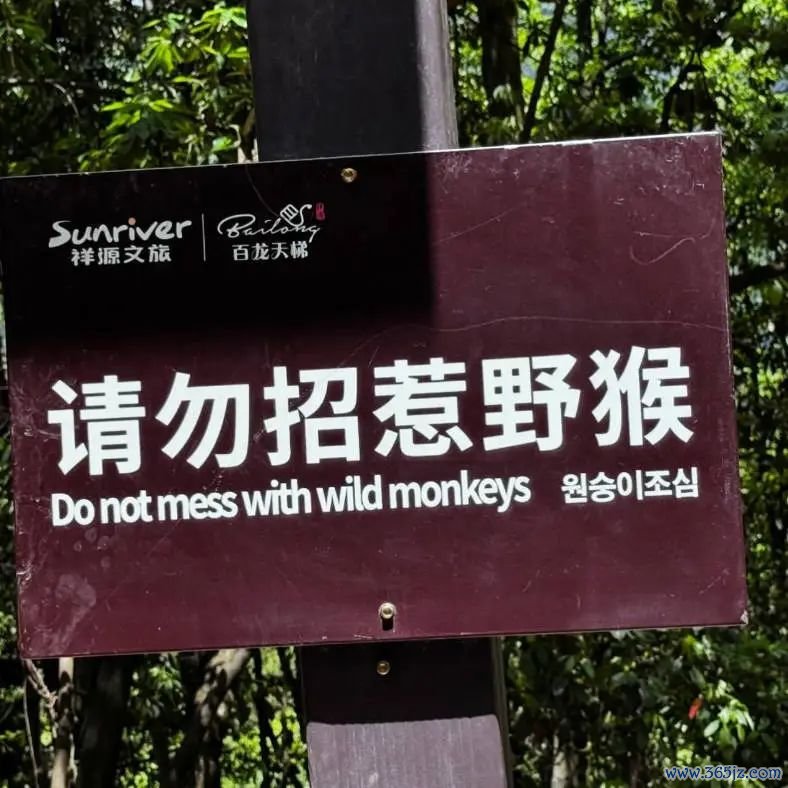 Sunriver Bailong
祥源文旅 百龙天梯
请勿招惹野猴
Do not mess with wild monkeys 원숭이조심
www.365jz.com